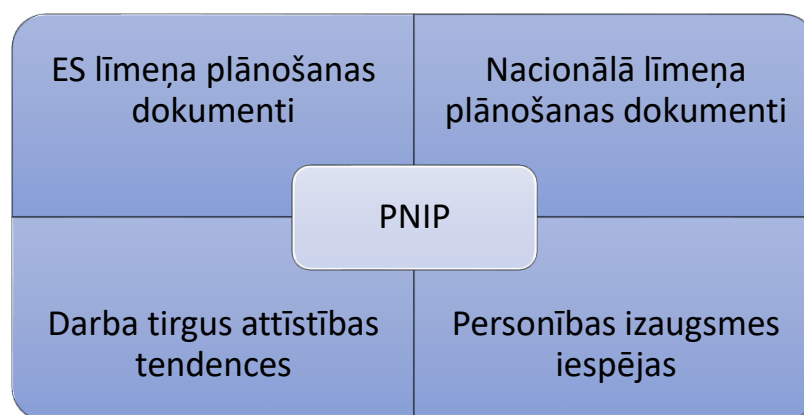 ES līmeņa plānošanas
dokumenti
Nacionālā līmeņa
plānošanas dokumenti
PNIP
Darba tirgus attīstības
tendences
Personības izaugsmes
iespējas